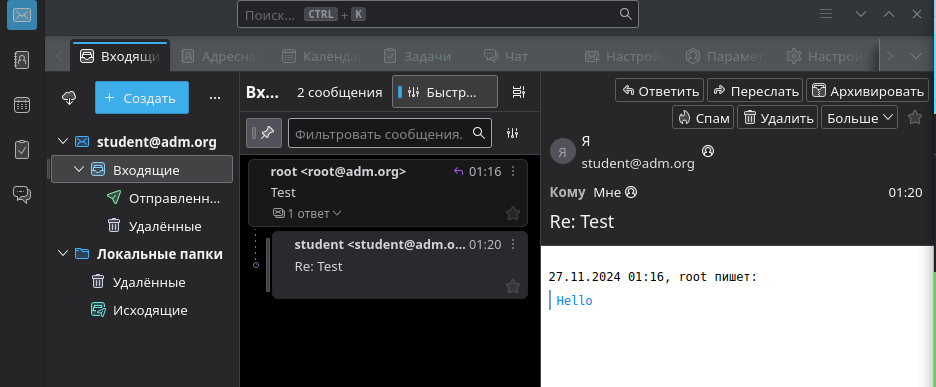 Поиск... CTRL + K
Входящи Адресна Календа Задачи Чат Настрой Парамет Настрой
Создать ...
student@adm.org
Входящие
Отправленн...
Удалённые
Локальные папки
Удалённые
Исходящие
Вх... 2 сообщения Быстр...
Фильтровать сообщения.
root <root@adm.org> 01:16
Test
1 ответ
student <student@adm.o... 01:20
Re: Test
Ответить Переслать Архивировать
Спам Удалить Больше
Я
Я
student@adm.org
Кому Мне 01:20
Re: Test
27.11.2024 01:16, root пишет:
Hello